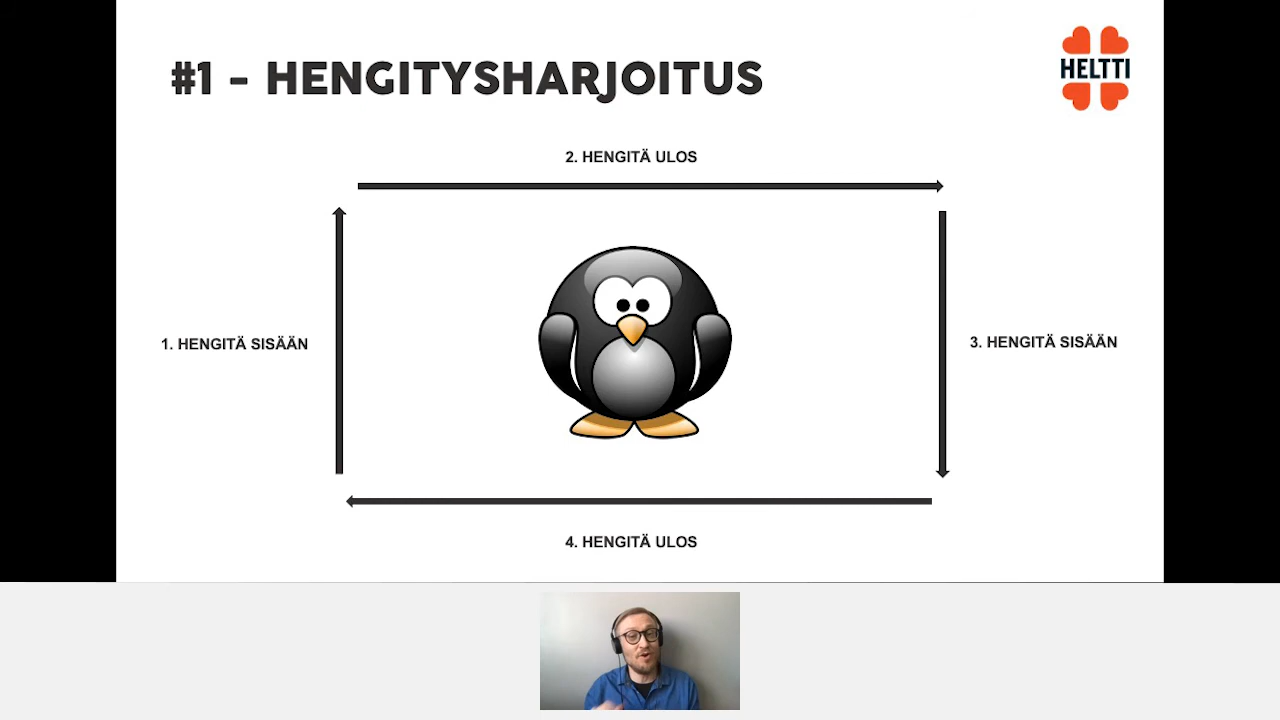 #1 - HENGITYSHARJOITUS
HELTTI
2. HENGITÄ ULOS
1. HENGITÄ SISÄÄN
3. HENGITÄ SISÄÄN
4. HENGITÄ ULOS